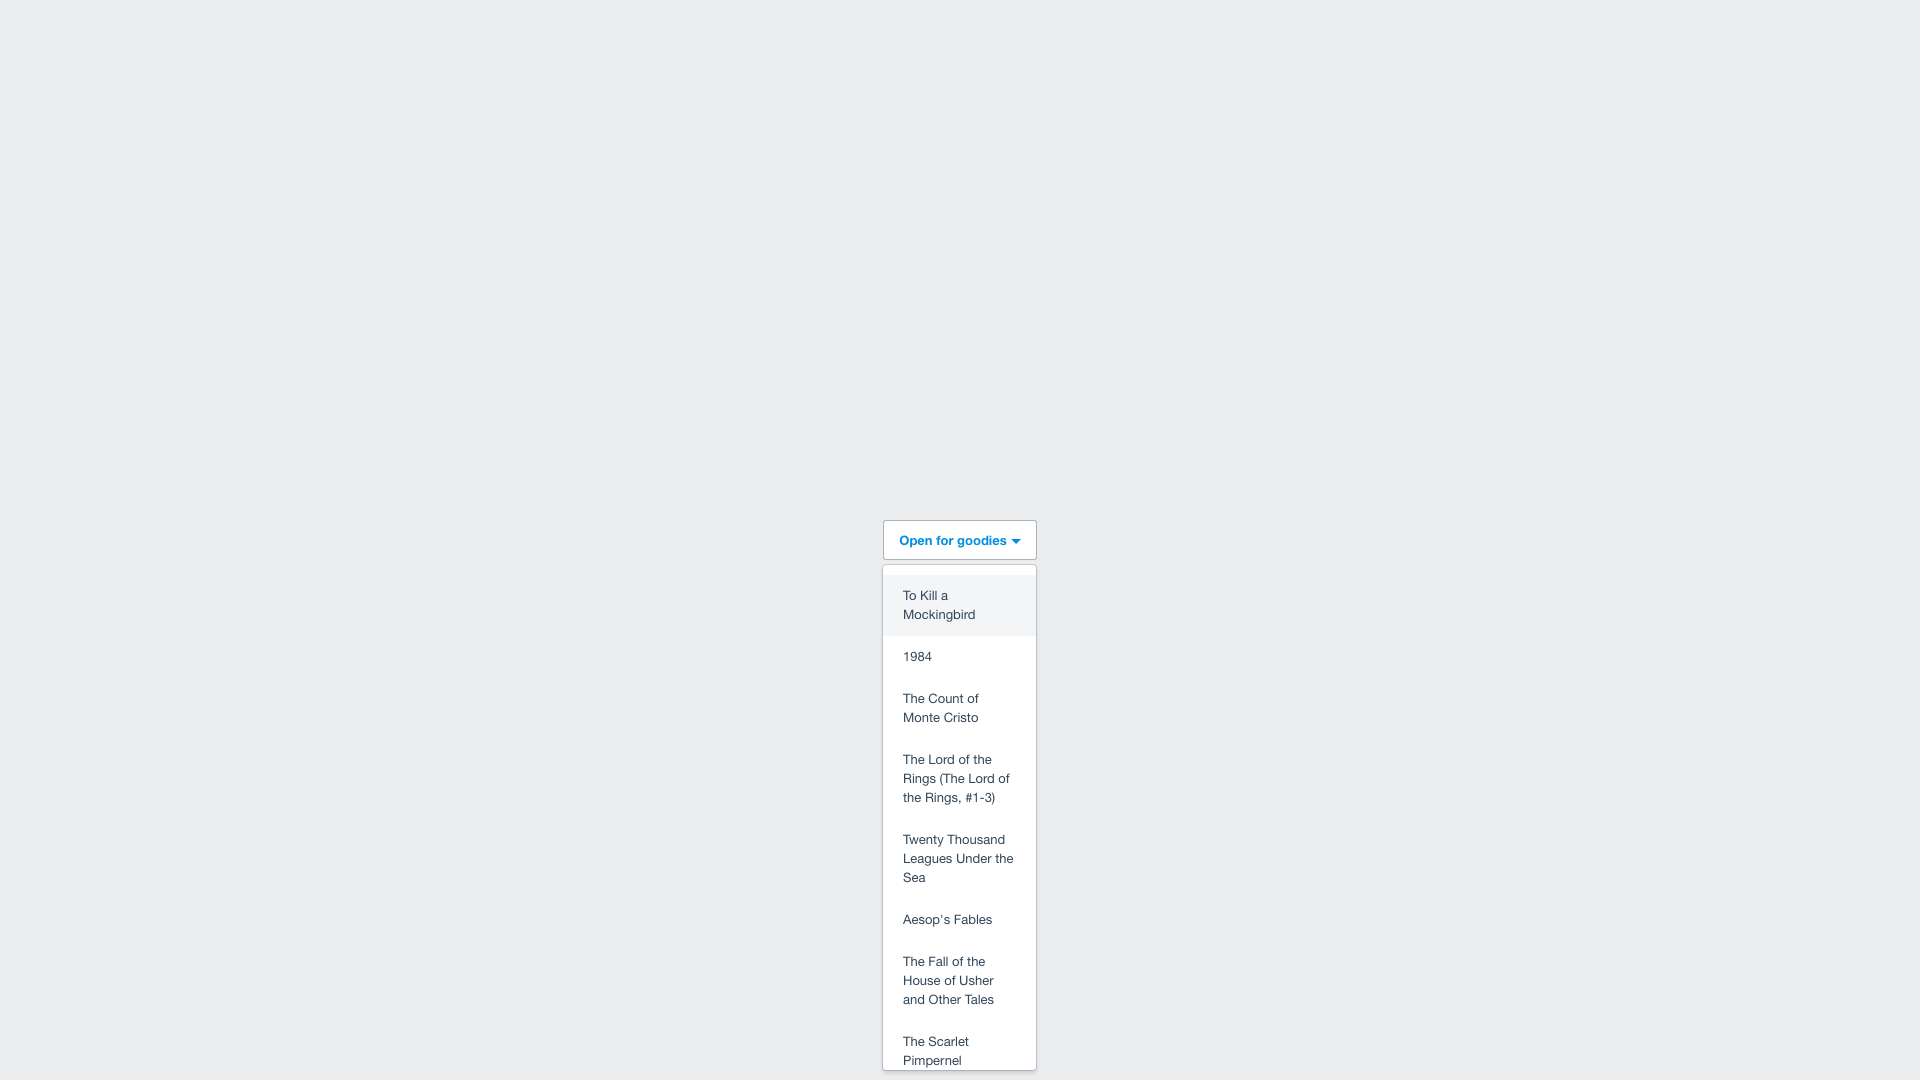 Open for goodies
To Kill a
Mockingbird
1984
The Count of
Monte Cristo
The Lord of the
Rings (The Lord of
the Rings, #1-3)
Twenty Thousand
Leagues Under the
Sea
Aesop's Fables
The Fall of the
House of Usher
and Other Tales
The Scarlet
Pimpernel